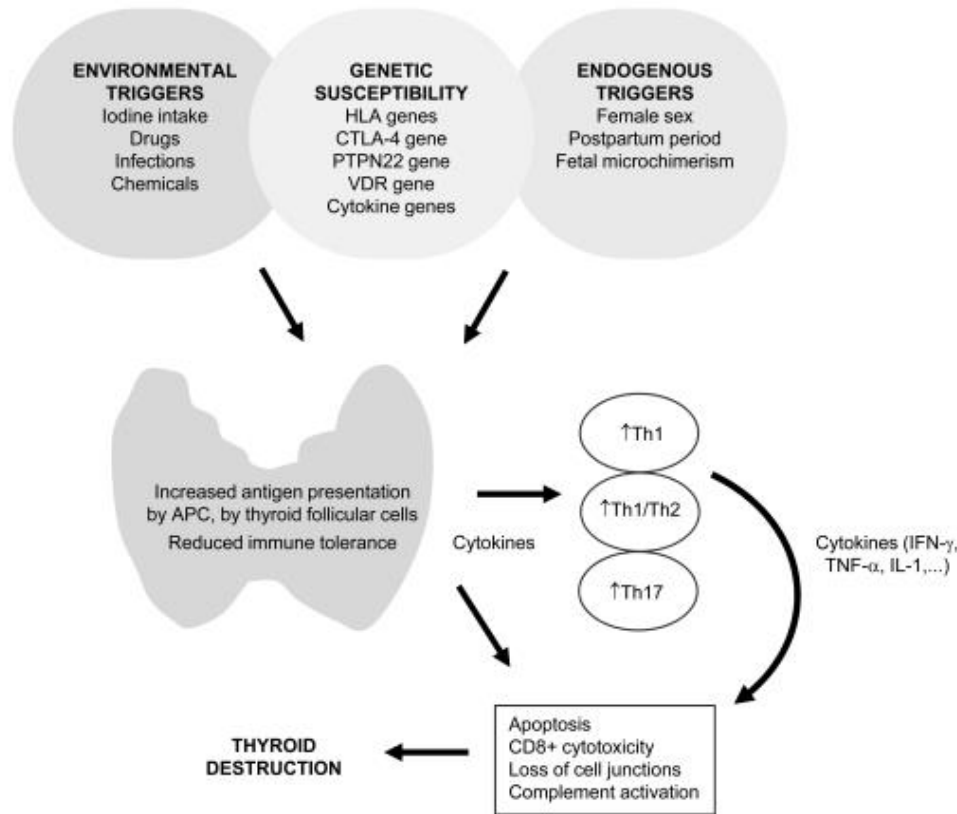 ENVIRONMENTAL
TRIGGERS
Iodine intake
Drugs
Infections
Chemicals
GENETIC
SUSCEPTIBILITY
HLA genes
CTLA-4 gene
PTPN22 gene
VDR gene
Cytokine genes
ENDOGENOUS
TRIGGERS
Female sex
Postpartum period
Fetal microchimerism
Increased antigen presentation
by APC, by thyroid follicular cells
Reduced immune tolerance
Cytokines
↑Th1
↑Th1/Th2
↑Th17
Cytokines (IFN-γ,
TNF-α, IL-1,...)
Apoptosis
CD8+ cytotoxicity
Loss of cell junctions
Complement activation
THYROID
DESTRUCTION